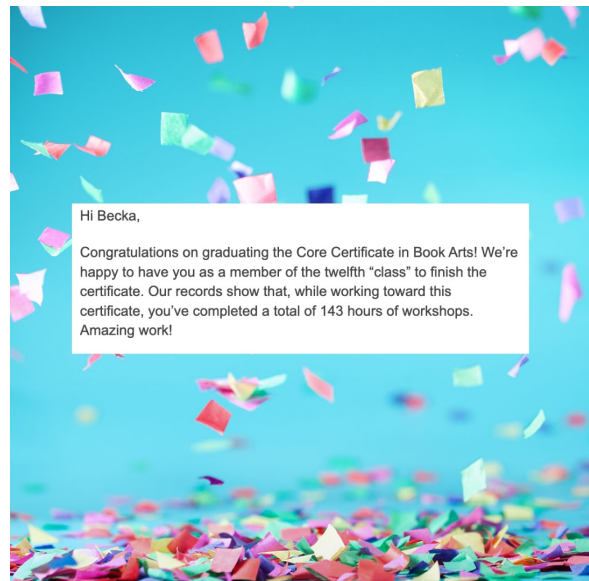 Hi Becka,
Congratulations on graduating the Core Certificate in Book Arts! We’re
happy to have you as a member of the twelfth “class” to finish the
certificate. Our records show that, while working toward this
certificate, you’ve completed a total of 143 hours of workshops.
Amazing work!